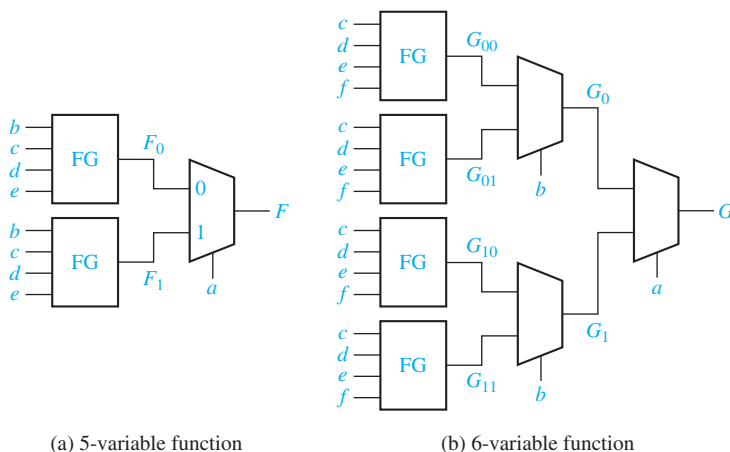 b
c
d
e
FG
F0
b
c
d
e
FG
F1
0
1
a
F
(a) 5-variable function
c
d
e
f
FG
G00
c
d
e
f
FG
G01
b
G0
c
d
e
f
FG
G10
c
d
e
f
FG
G11
b
G1
a
G
(b) 6-variable function